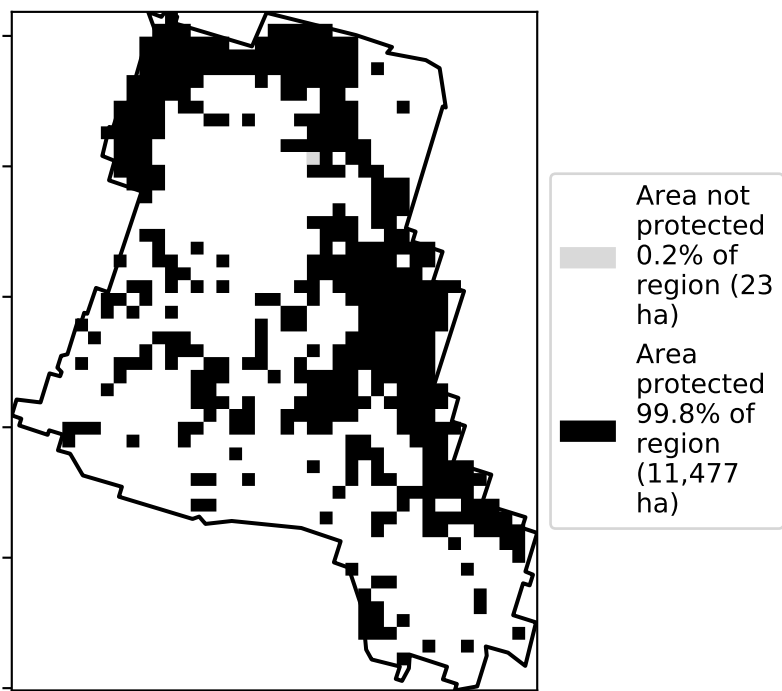 Area not
protected
0.2% of
region (23
ha)
Area
protected
99.8% of
region
(11,477
ha)